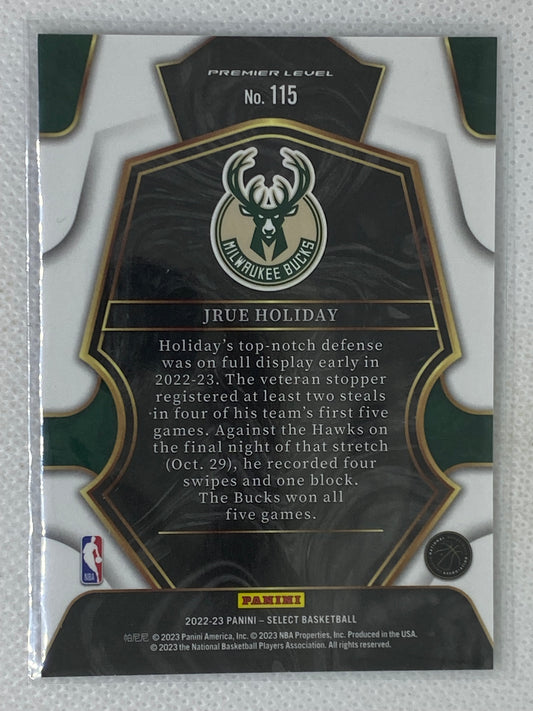 PREMIER LEVEL
No. 115
MILWAUKEE BUCKS
JRUE HOLIDAY
Holiday's top-notch defense
was on full display early in
2022-23. The veteran stopper
registered at least two steals
in four of his team's first five
games. Against the Hawks on
the final night of that stretch
(Oct. 29), he recorded four
swipes and one block.
The Bucks won all
five games.
NBA
PANINI
2022-23 PANINI – SELECT BASKETBALL
帕尼尼 © 2023 Panini America, Inc. © 2023 NBA Properties, Inc. Produced in the USA.
© 2023 the National Basketball Players Association. All rights reserved.